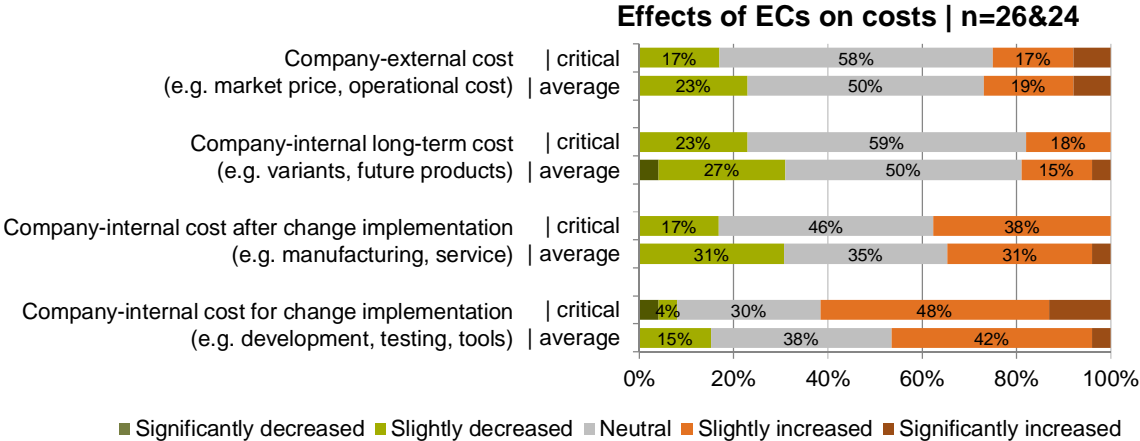 Effects of ECs on costs | n=26&24
Company-external cost | critical 17% 58% 17%
(e.g. market price, operational cost) | average 23% 50% 19%
Company-internal long-term cost | critical 23% 59% 18%
(e.g. variants, future products) | average 27% 50% 15%
Company-internal cost after change implementation | critical 17% 46% 38%
(e.g. manufacturing, service) | average 31% 35% 31%
Company-internal cost for change implementation | critical 4% 30% 48%
(e.g. development, testing, tools) | average 15% 38% 42%
0% 20% 40% 60% 80% 100%
Significantly decreased Slightly decreased Neutral Slightly increased Significantly increased